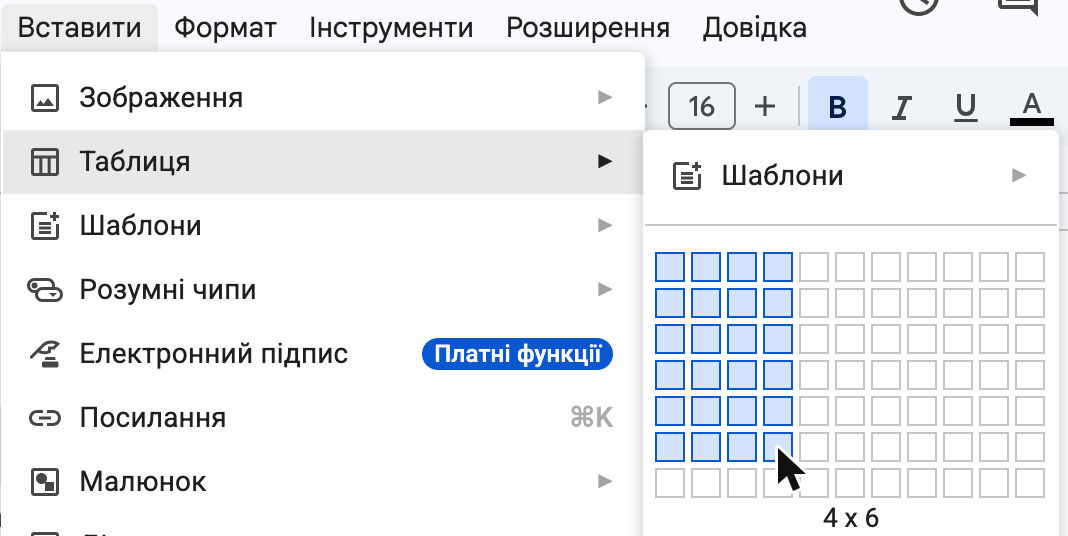 Вставити Формат Інструменти Розширення Довідка
Зображення
16 + B I U A
Таблиця
Шаблони
Шаблони
Розумні чипи
Електронний підпис Платні функції
Посилання ⌘K
Малюнок
4 x 6